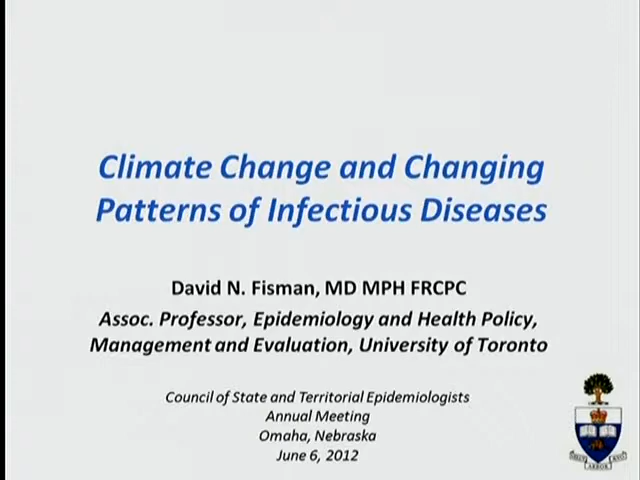 Climate Change and Changing
Patterns of Infectious Diseases
David N. Fisman, MD MPH FRCPC
Assoc. Professor, Epidemiology and Health Policy,
Management and Evaluation, University of Toronto
Council of State and Territorial Epidemiologists
Annual Meeting
Omaha, Nebraska
June 6, 2012